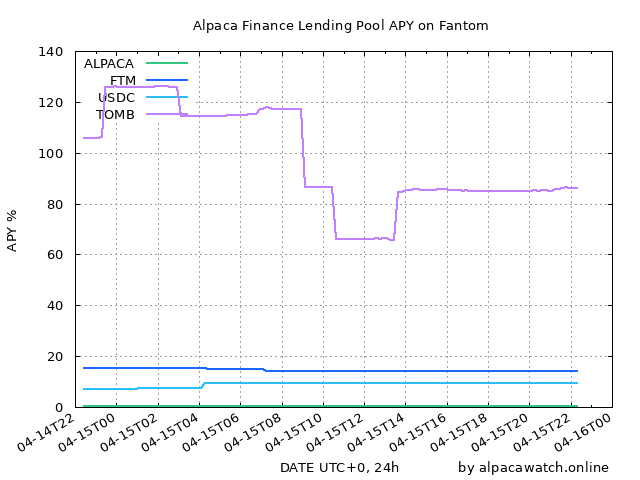 Alpaca Finance Lending Pool APY on Fantom
140
120
100
80
60
40
20
0
APY %
ALPACA
FTM
USDC
TOMB
04-14T22
04-15T00
04-15T02
04-15T04
04-15T06
04-15T08
04-15T10
04-15T12
04-15T14
04-15T16
04-15T18
04-15T20
04-15T22
04-16T00
DATE UTC+0, 24h
by alpacawatch.online